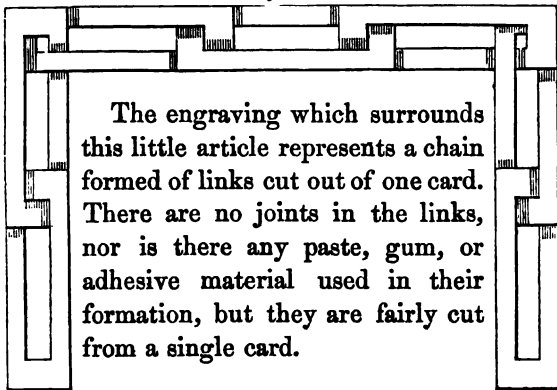 The engraving which surrounds
this little article represents a chain
formed of links cut out of one card.
There are no joints in the links,
nor is there any paste, gum, or
adhesive material used in their
formation, but they are fairly cut
from a single card.